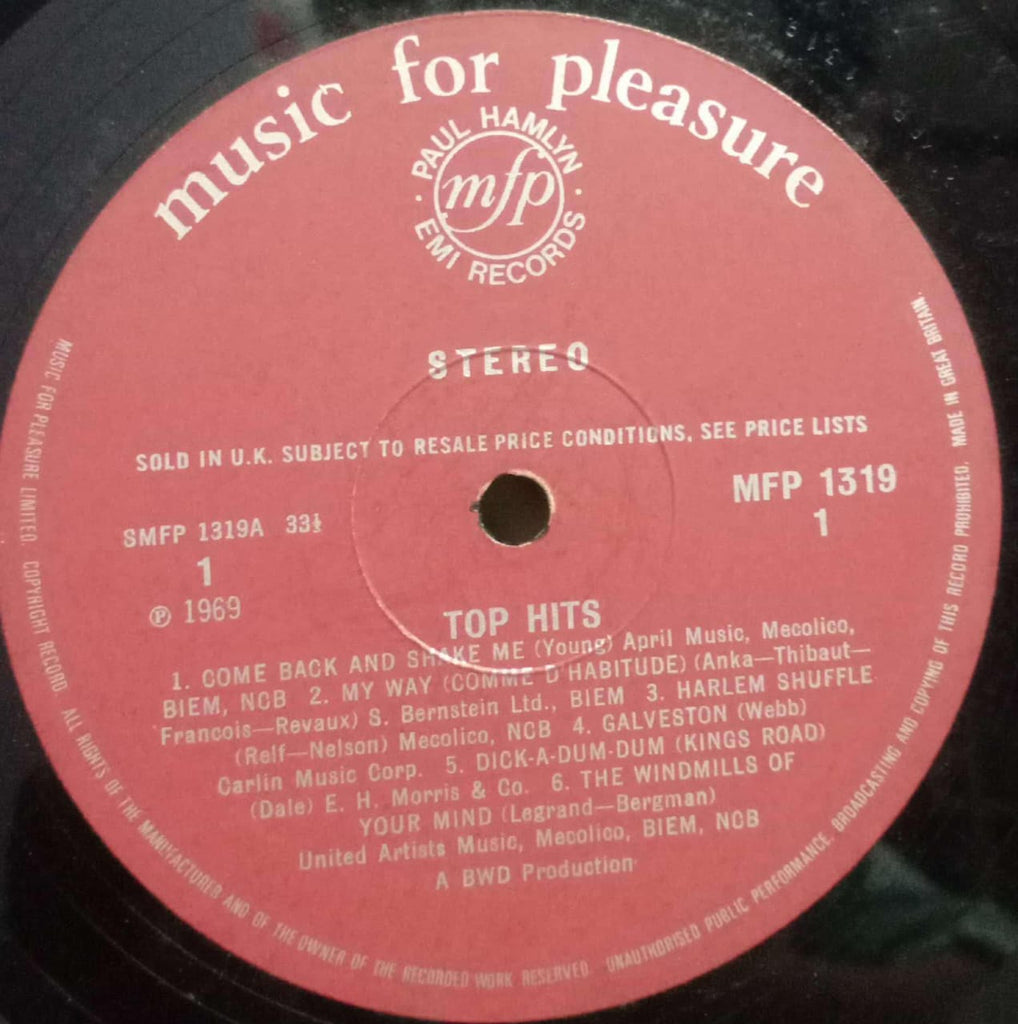 music for pleasure
PAUL HAMLYN
mfp
EMI RECORDS
STEREO
SOLD IN U.K. SUBJECT TO RESALE PRICE CONDITIONS, SEE PRICE LISTS
SMFP 1319A 33⅓
1
℗ 1969
MFP 1319
1
TOP HITS
1. COME BACK AND SHAKE ME (Young) April Music, Mecolico,
BIEM, NCB 2. MY WAY (COMME D'HABITUDE) (Anka—Thibaut—
Francois—Revaux) S. Bernstein Ltd., BIEM 3. HARLEM SHUFFLE
(Relf—Nelson) Mecolico, NCB 4. GALVESTON (Webb)
Carlin Music Corp. 5. DICK-A-DUM-DUM (KINGS ROAD)
(Dale) E. H. Morris & Co. 6. THE WINDMILLS OF
YOUR MIND (Legrand—Bergman)
United Artists Music, Mecolico, BIEM, NCB
A BWD Production
MUSIC FOR PLEASURE LIMITED. COPYRIGHT RECORD ALL RIGHTS OF THE MANUFACTURER AND OF THE OWNER OF THE RECORDED WORK RESERVED. UNAUTHORISED PUBLIC PERFORMANCE, BROADCASTING AND COPYING OF THIS RECORD PROHIBITED. MADE IN GREAT BRITAIN.